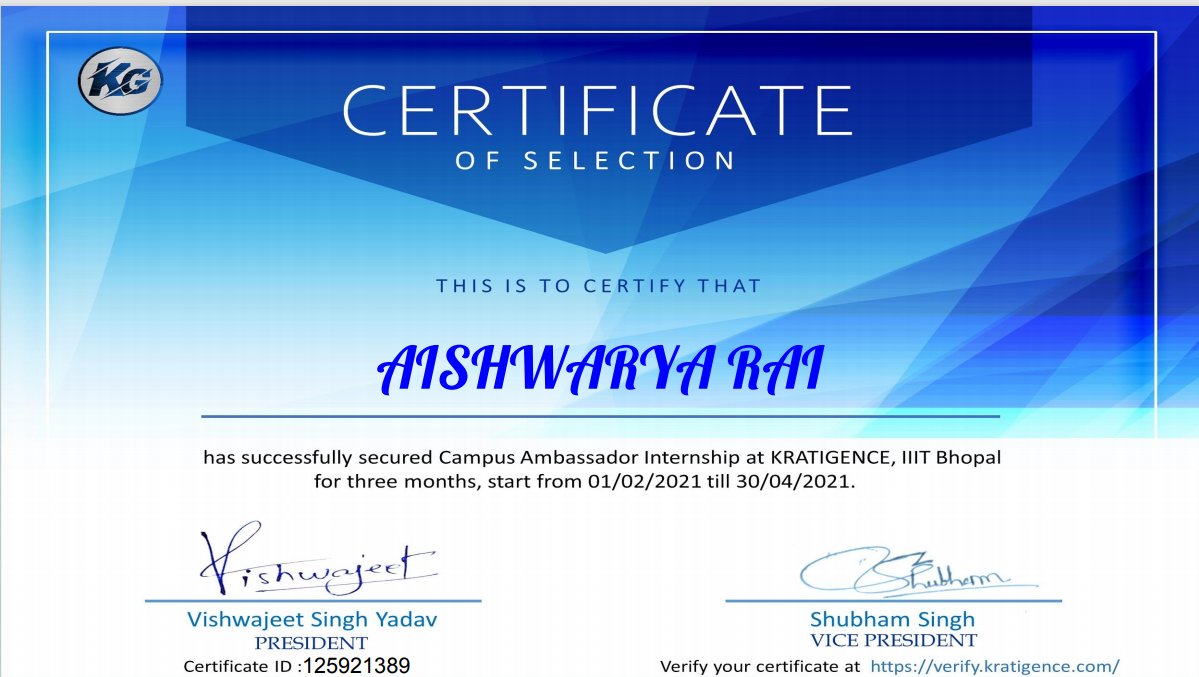 KG
CERTIFICATE
OF SELECTION
THIS IS TO CERTIFY THAT
AISHWARYA RAI
has successfully secured Campus Ambassador Internship at KRATIGENCE, IIIT Bhopal
for three months, start from 01/02/2021 till 30/04/2021.
Vishwajeet
Shubham
Vishwajeet Singh Yadav
Shubham Singh
PRESIDENT
VICE PRESIDENT
Certificate ID :125921389
Verify your certificate at https://verify.kratigence.com/